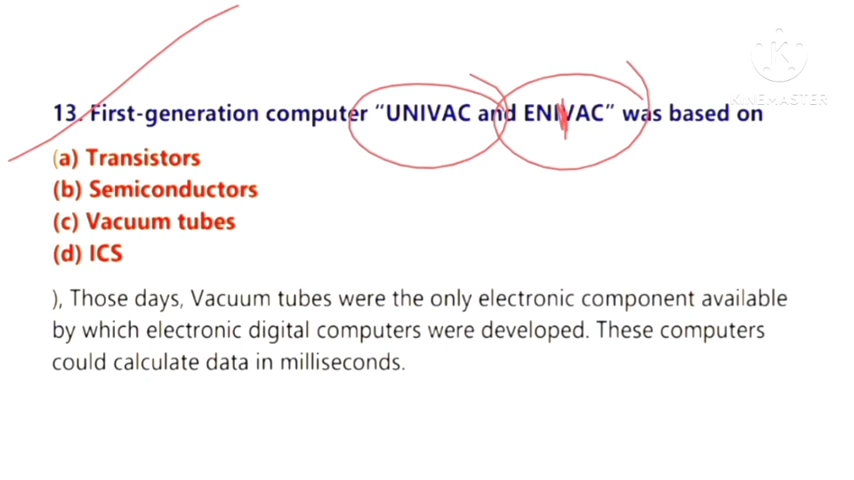 KINEMASTER
13. First-generation computer “UNIVAC and ENIVAC” was based on
(a) Transistors
(b) Semiconductors
(c) Vacuum tubes
(d) ICS
), Those days, Vacuum tubes were the only electronic component available
by which electronic digital computers were developed. These computers
could calculate data in milliseconds.